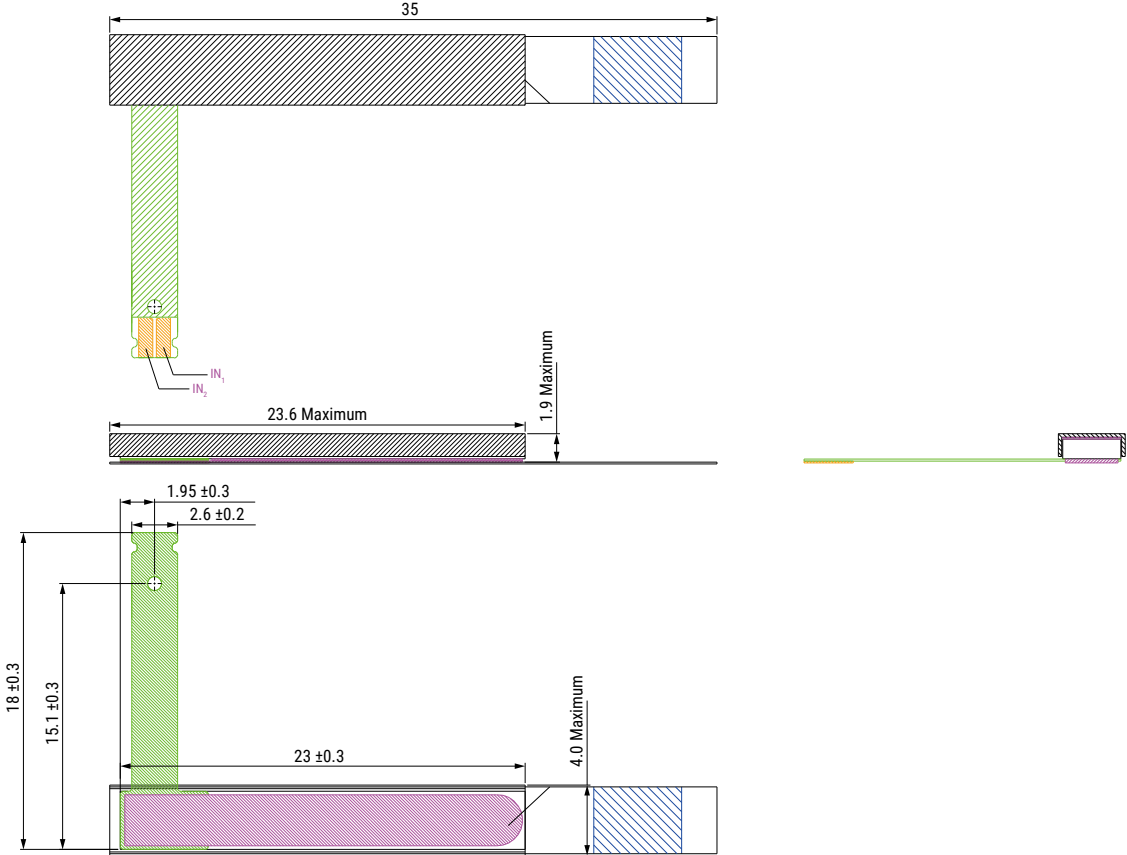 35
IN₁
IN₂
23.6 Maximum
1.9 Maximum
1.95 ±0.3
2.6 ±0.2
18 ±0.3
15.1 ±0.3
23 ±0.3
4.0 Maximum